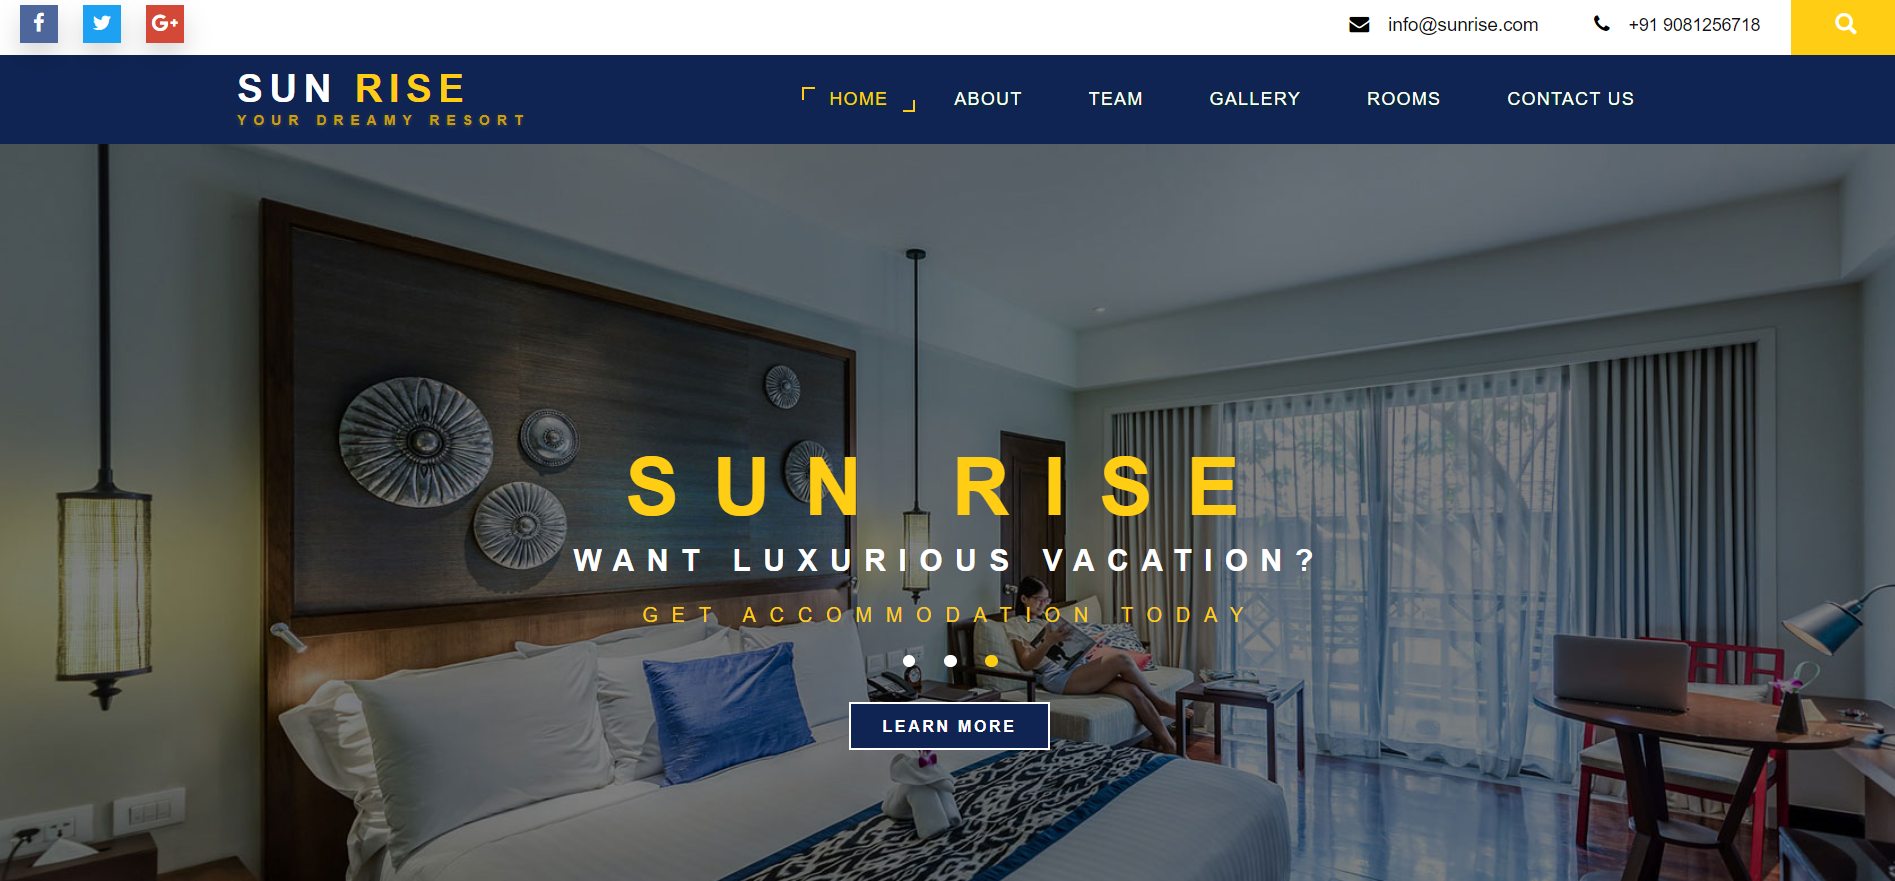 info@sunrise.com
+91 9081256718
SUN RISE
YOUR DREAMY RESORT
HOME
ABOUT
TEAM
GALLERY
ROOMS
CONTACT US
SUN RISE
WANT LUXURIOUS VACATION?
GET ACCOMMODATION TODAY
LEARN MORE